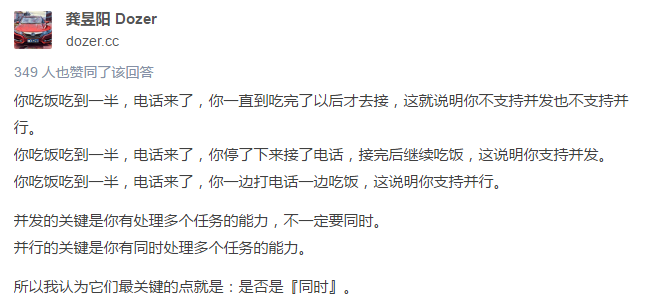 龚昱阳 Dozer
dozer.cc
349 人也赞同了该回答
你吃饭吃到一半，电话来了，你一直到吃完了以后才去接，这就说明你不支持并发也不支持并
行。
你吃饭吃到一半，电话来了，你停了下来接了电话，接完后继续吃饭，这说明你支持并发。
你吃饭吃到一半，电话来了，你一边打电话一边吃饭，这说明你支持并行。
并发的关键是你有处理多个任务的能力，不一定要同时。
并行的关键是你有同时处理多个任务的能力。
所以我认为它们最关键的点就是：是否是『同时』。